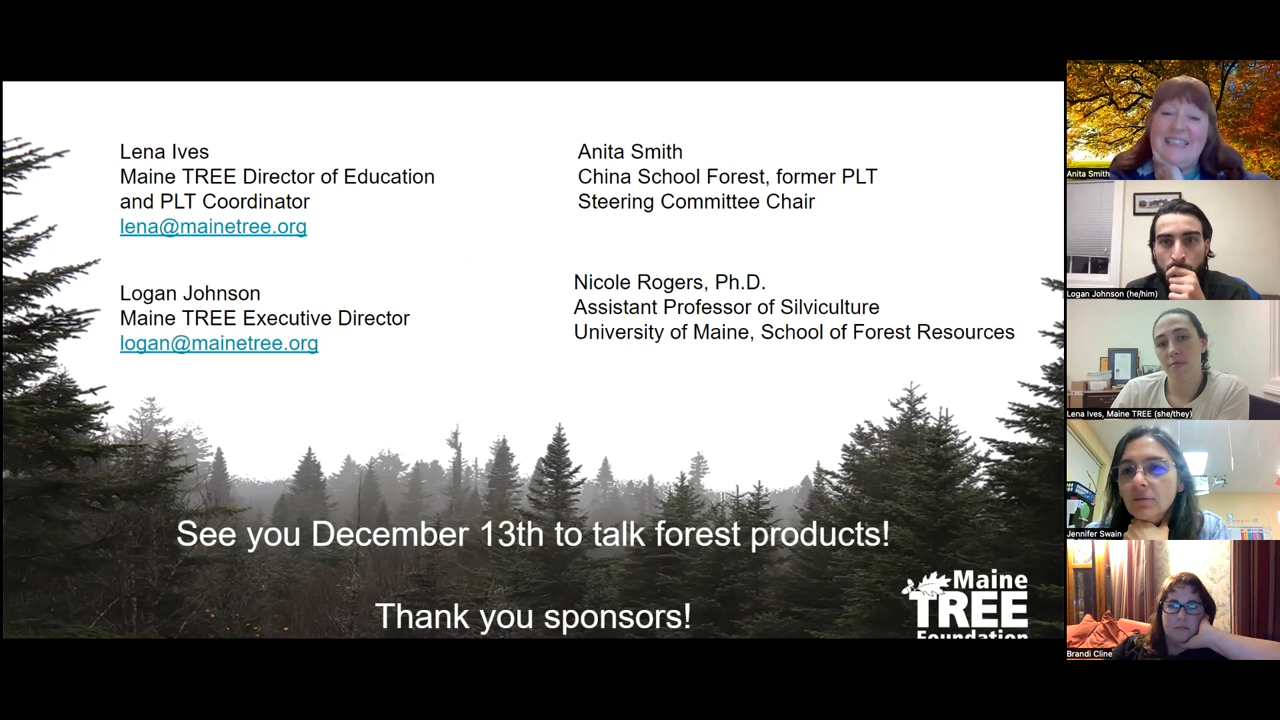 Lena Ives
Maine TREE Director of Education
and PLT Coordinator
lena@mainetree.org
Logan Johnson
Maine TREE Executive Director
logan@mainetree.org
Anita Smith
China School Forest, former PLT
Steering Committee Chair
Nicole Rogers, Ph.D.
Assistant Professor of Silviculture
University of Maine, School of Forest Resources
See you December 13th to talk forest products!
Thank you sponsors!
Maine
TREE
Foundation
Anita Smith
Logan Johnson (he/him)
Lena Ives, Maine TREE (she/they)
Jennifer Swain
Brandi Cline